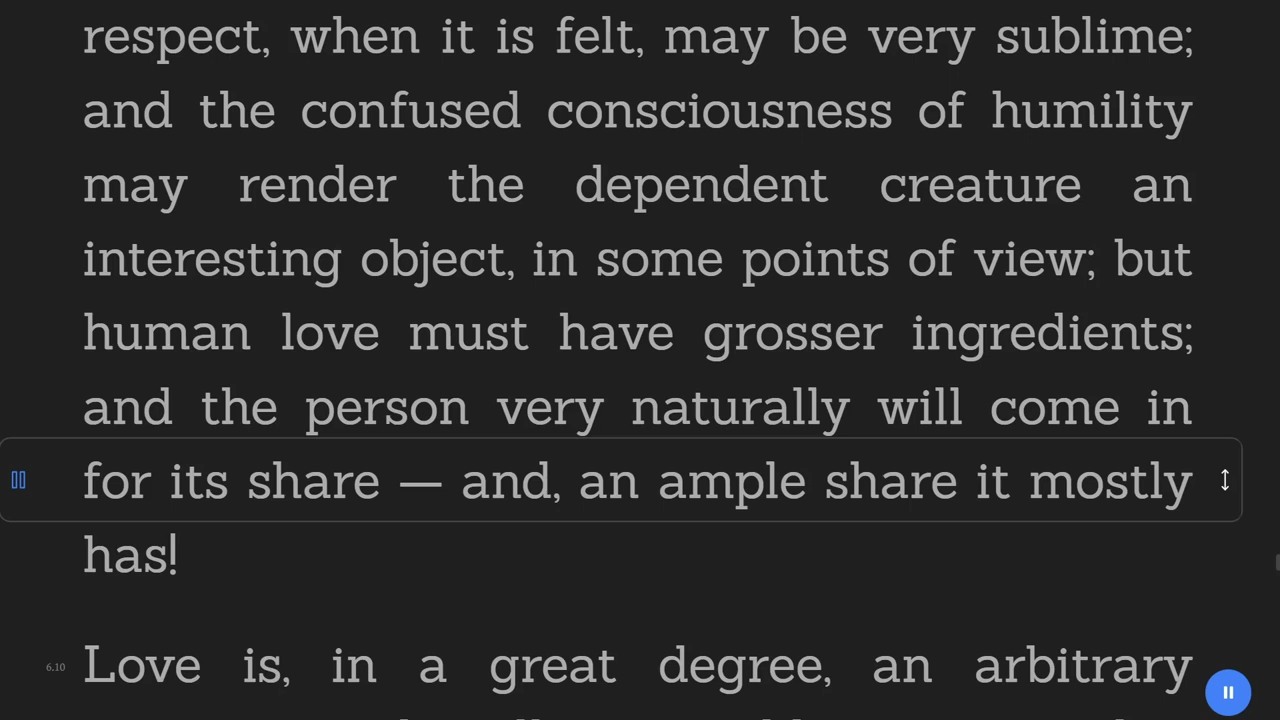 respect, when it is felt, may be very sublime;
and the confused consciousness of humility
may render the dependent creature an
interesting object, in some points of view; but
human love must have grosser ingredients;
and the person very naturally will come in
for its share — and, an ample share it mostly
has!
6.10 Love is, in a great degree, an arbitrary